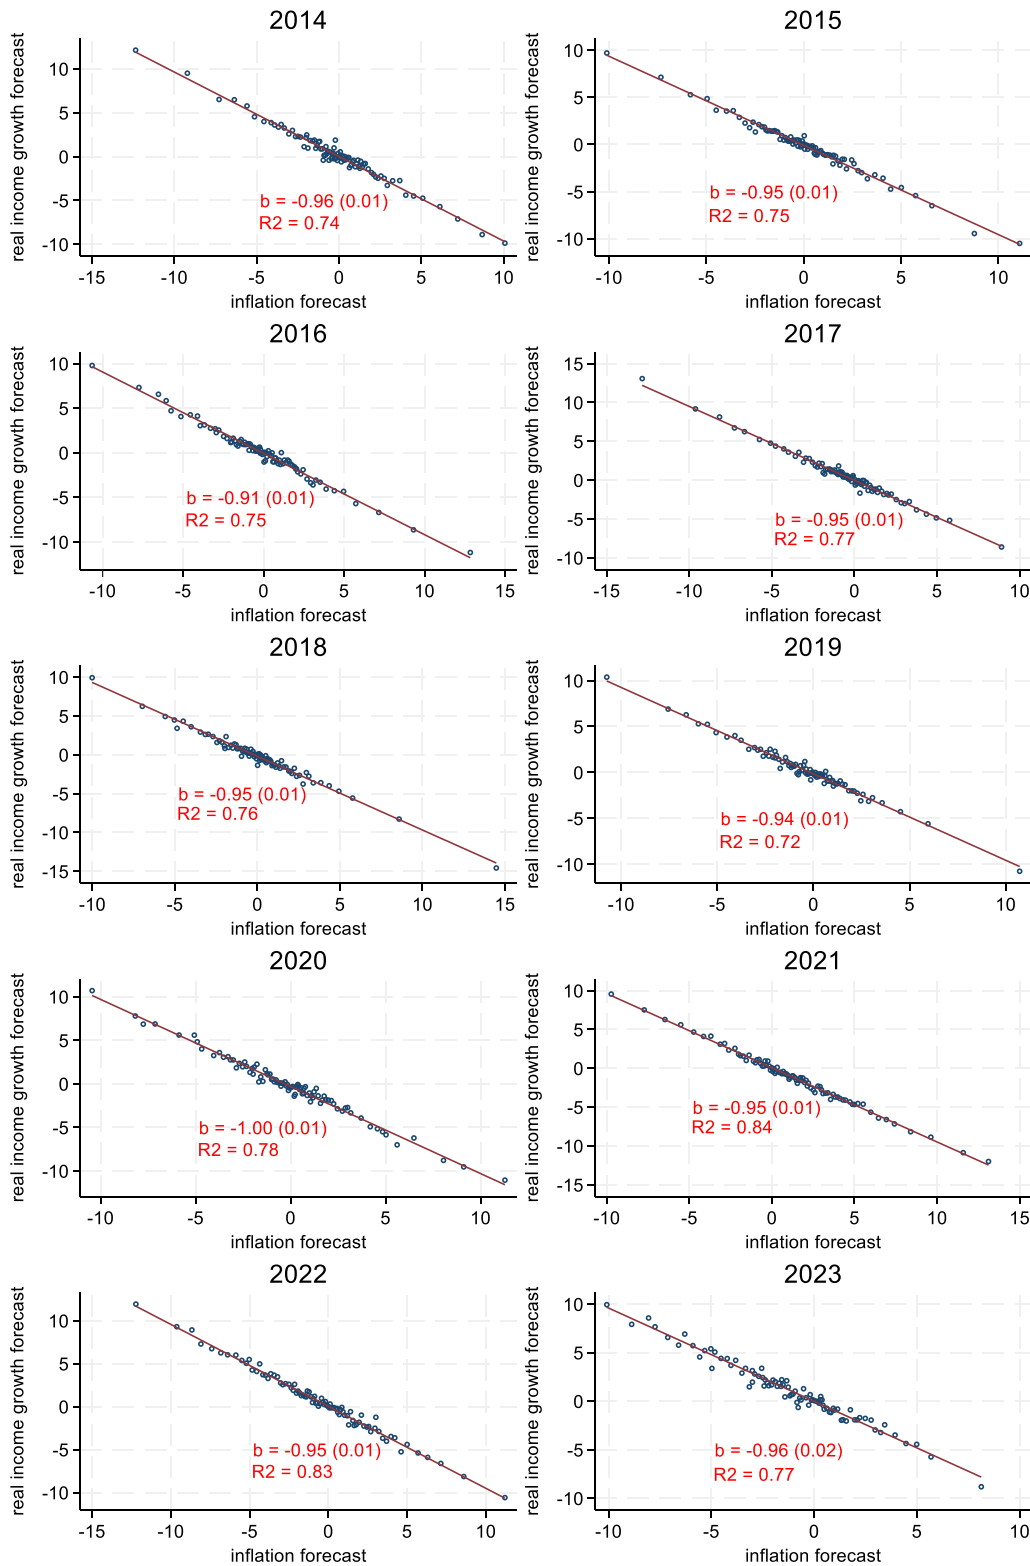 2014
real income growth forecast
10
5
0
-5
-10
b = -0.96 (0.01)
R2 = 0.74
-15 -10 -5 0 5 10
inflation forecast
2015
real income growth forecast
10
5
0
-5
-10
b = -0.95 (0.01)
R2 = 0.75
-10 -5 0 5 10
inflation forecast
2016
real income growth forecast
10
5
0
-5
-10
b = -0.91 (0.01)
R2 = 0.75
-10 -5 0 5 10 15
inflation forecast
2017
real income growth forecast
15
10
5
0
-5
-10
b = -0.95 (0.01)
R2 = 0.77
-15 -10 -5 0 5 10
inflation forecast
2018
real income growth forecast
10
5
0
-5
-10
-15
b = -0.95 (0.01)
R2 = 0.76
-10 -5 0 5 10 15
inflation forecast
2019
real income growth forecast
10
5
0
-5
-10
b = -0.94 (0.01)
R2 = 0.72
-10 -5 0 5 10
inflation forecast
2020
real income growth forecast
10
5
0
-5
-10
b = -1.00 (0.01)
R2 = 0.78
-10 -5 0 5 10
inflation forecast
2021
real income growth forecast
10
5
0
-5
-10
-15
b = -0.95 (0.01)
R2 = 0.84
-10 -5 0 5 10 15
inflation forecast
2022
real income growth forecast
10
5
0
-5
-10
b = -0.95 (0.01)
R2 = 0.83
-15 -10 -5 0 5 10
inflation forecast
2023
real income growth forecast
10
5
0
-5
-10
b = -0.96 (0.02)
R2 = 0.77
-10 -5 0 5 10
inflation forecast